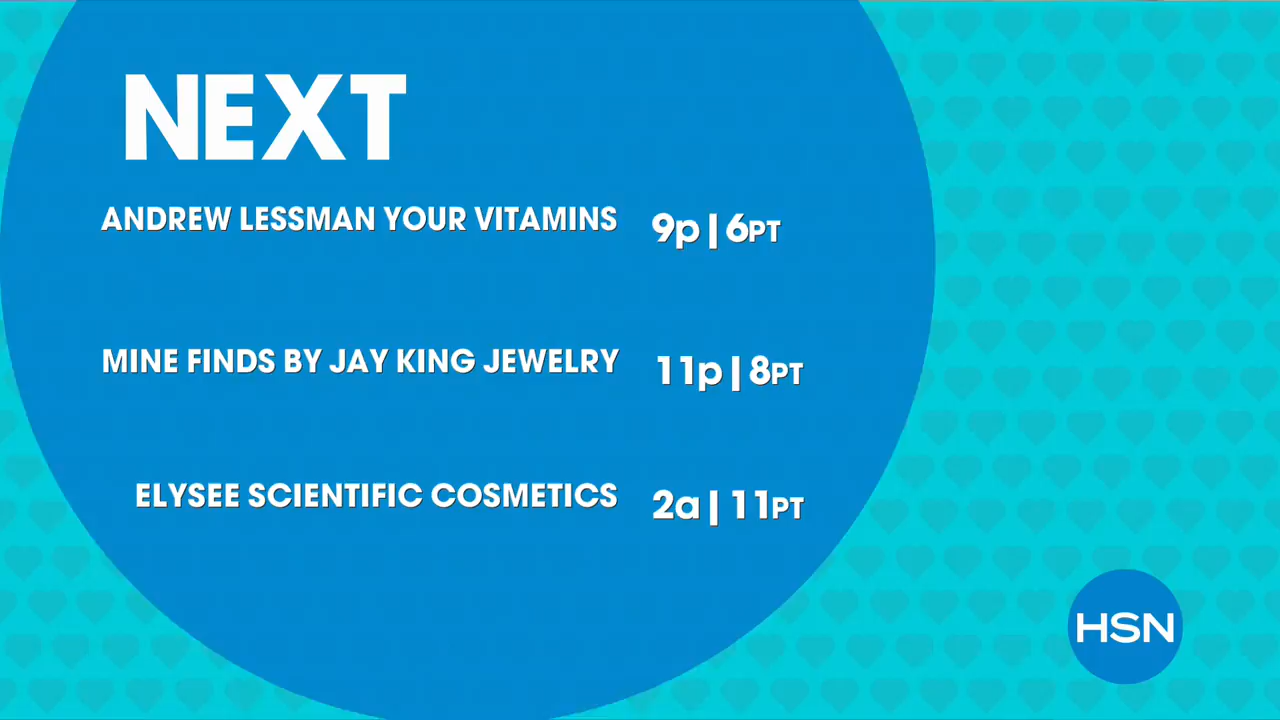 NEXT
ANDREW LESSMAN YOUR VITAMINS 9p | 6PT
MINE FINDS BY JAY KING JEWELRY 11p | 8PT
ELYSEE SCIENTIFIC COSMETICS 2a | 11PT
HSN